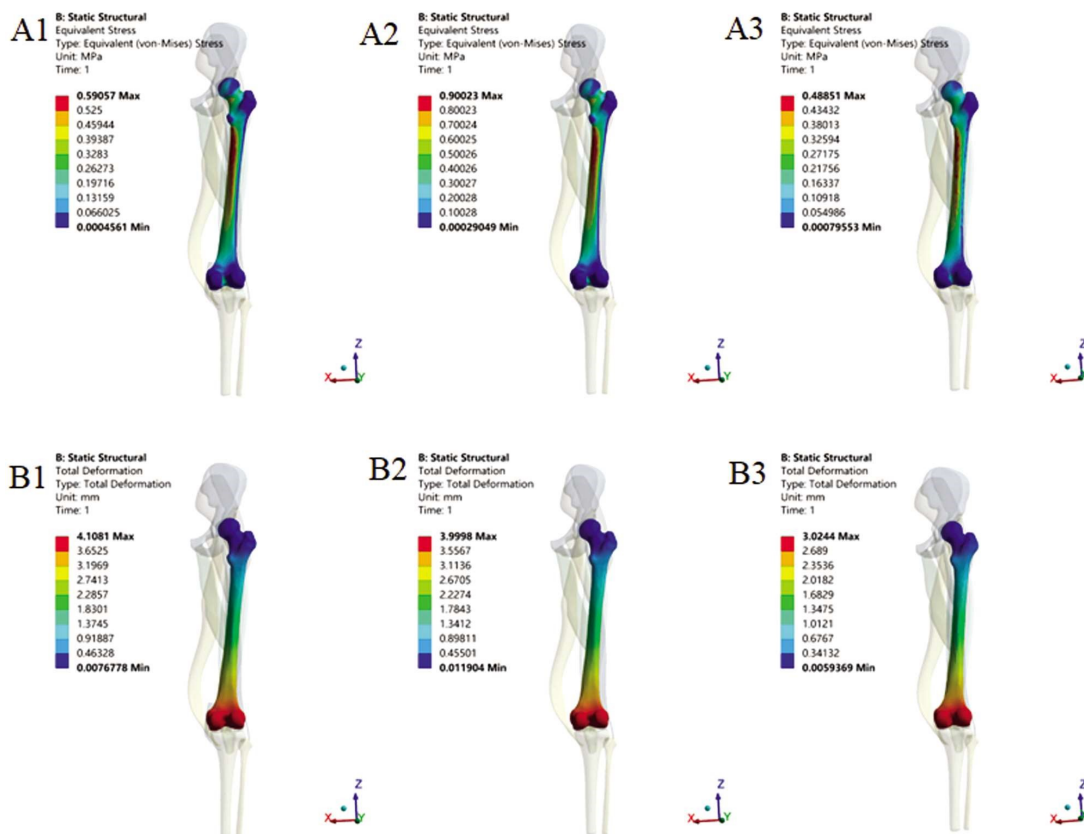 A1
B: Static Structural
Equivalent Stress
Type: Equivalent (von-Mises) Stress
Unit: MPa
Time: 1
0.59057 Max
0.525
0.45944
0.39387
0.3283
0.26273
0.19716
0.13159
0.066025
0.0004561 Min
Z
X
Y
A2
B: Static Structural
Equivalent Stress
Type: Equivalent (von-Mises) Stress
Unit: MPa
Time: 1
0.90023 Max
0.80023
0.70024
0.60025
0.50026
0.40026
0.30027
0.20028
0.10028
0.00029049 Min
Z
X
Y
A3
B: Static Structural
Equivalent Stress
Type: Equivalent (von-Mises) Stress
Unit: MPa
Time: 1
0.48851 Max
0.43432
0.38013
0.32594
0.27175
0.21756
0.16337
0.10918
0.054986
0.00079553 Min
Z
X
B1
B: Static Structural
Total Deformation
Type: Total Deformation
Unit: mm
Time: 1
4.1081 Max
3.6525
3.1969
2.7413
2.2857
1.8301
1.3745
0.91887
0.46328
0.0076778 Min
Z
X
Y
B2
B: Static Structural
Total Deformation
Type: Total Deformation
Unit: mm
Time: 1
3.9998 Max
3.5567
3.1136
2.6705
2.2274
1.7843
1.3412
0.89811
0.45501
0.011904 Min
Z
X
Y
B3
B: Static Structural
Total Deformation
Type: Total Deformation
Unit: mm
Time: 1
3.0244 Max
2.689
2.3536
2.0182
1.6829
1.3475
1.0121
0.6767
0.34132
0.0059369 Min
Z
X